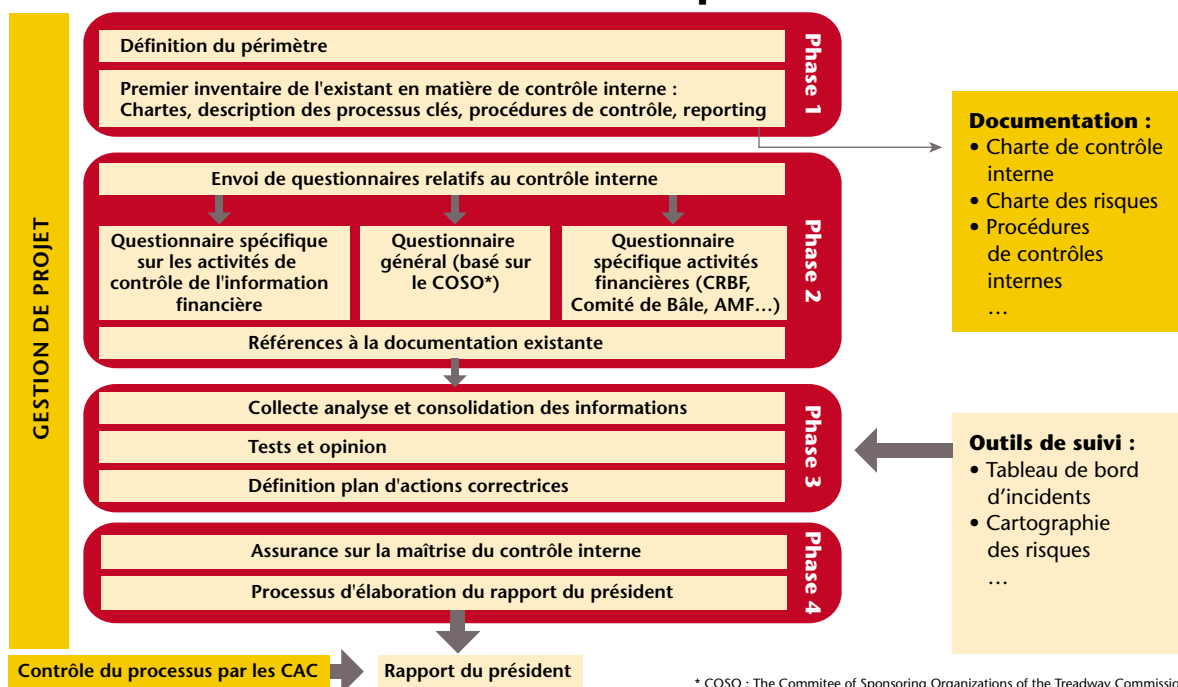 Définition du périmètre
Premier inventaire de l'existant en matière de contrôle interne :
Chartes, description des processus clés, procédures de contrôle, reporting
Phase 1
Documentation :
• Charte de contrôle
interne
• Charte des risques
• Procédures
de contrôles
internes
…
GESTION DE PROJET
Envoi de questionnaires relatifs au contrôle interne
Questionnaire spécifique
sur les activités de
contrôle de l'information
financière
Questionnaire
général (basé sur
le COSO*)
Questionnaire
spécifique activités
financières (CRBF,
Comité de Bâle, AMF…)
Références à la documentation existante
Phase 2
Collecte analyse et consolidation des informations
Tests et opinion
Définition plan d'actions correctrices
Phase 3
Outils de suivi :
• Tableau de bord
d'incidents
• Cartographie
des risques
…
Assurance sur la maîtrise du contrôle interne
Processus d'élaboration du rapport du président
Phase 4
Contrôle du processus par les CAC
Rapport du président
* COSO : The Commitee of Sponsoring Organizations of the Treadway Commissio